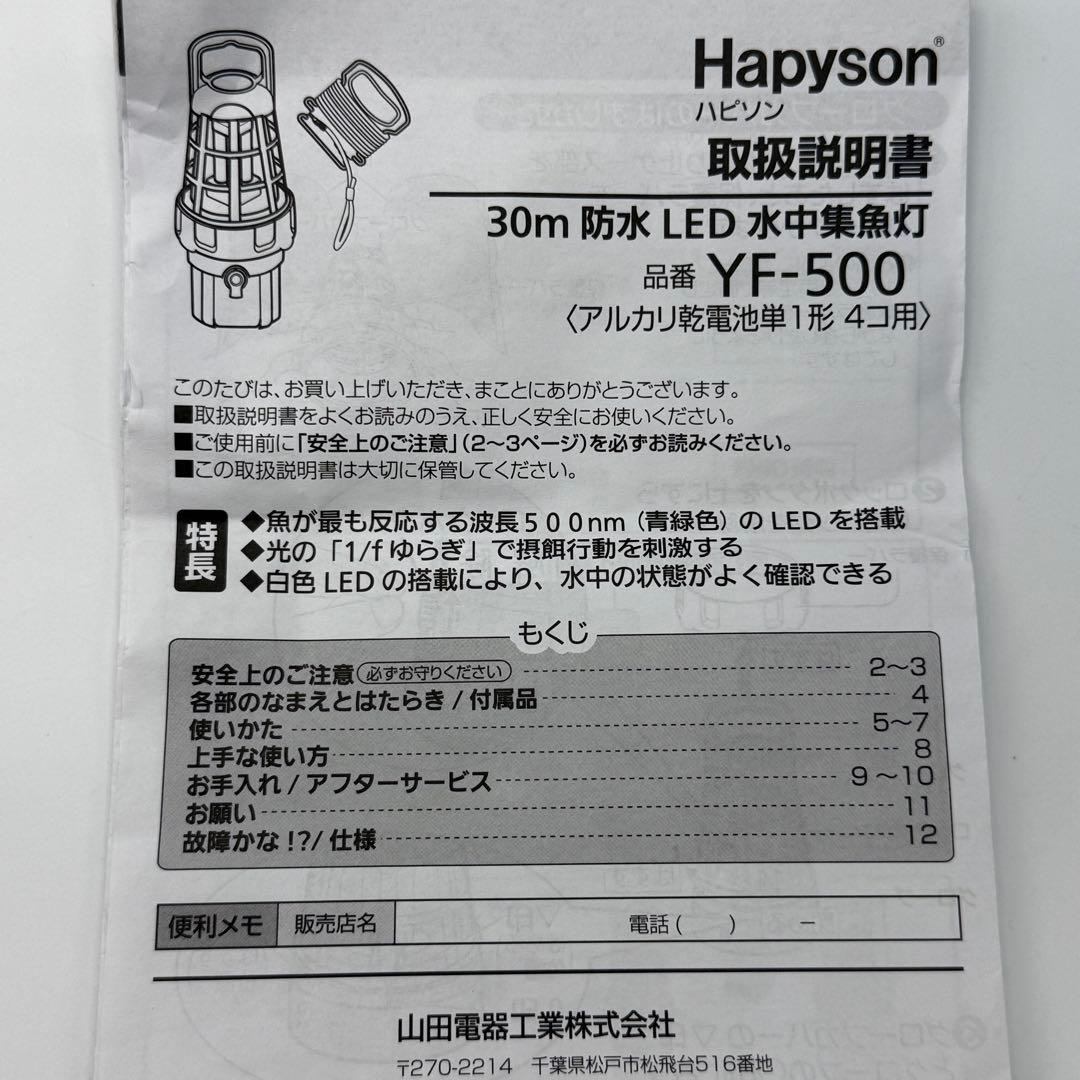 Hapyson®
ハピソン
取扱説明書
30m 防水 LED 水中集魚灯
品番 YF-500
〈アルカリ乾電池単1形 4コ用〉
このたびは、お買い上げいただき、まことにありがとうございます。
■取扱説明書をよくお読みのうえ、正しく安全にお使いください。
■ご使用前に「安全上のご注意」(2〜3ページ)を必ずお読みください。
■この取扱説明書は大切に保管してください。
特長
◆魚が最も反応する波長500nm(青緑色)のLEDを搭載
◆光の「1/fゆらぎ」で摂餌行動を刺激する
◆白色LEDの搭載により、水中の状態がよく確認できる
もくじ
安全上のご注意 必ずお守りください 2〜3
各部のなまえとはたらき/付属品 4
使いかた 5〜7
上手な使い方 8
お手入れ/アフターサービス 9〜10
お願い 11
故障かな!?/仕様 12
便利メモ 販売店名 電話( ) −
山田電器工業株式会社
〒270-2214 千葉県松戸市松飛台516番地